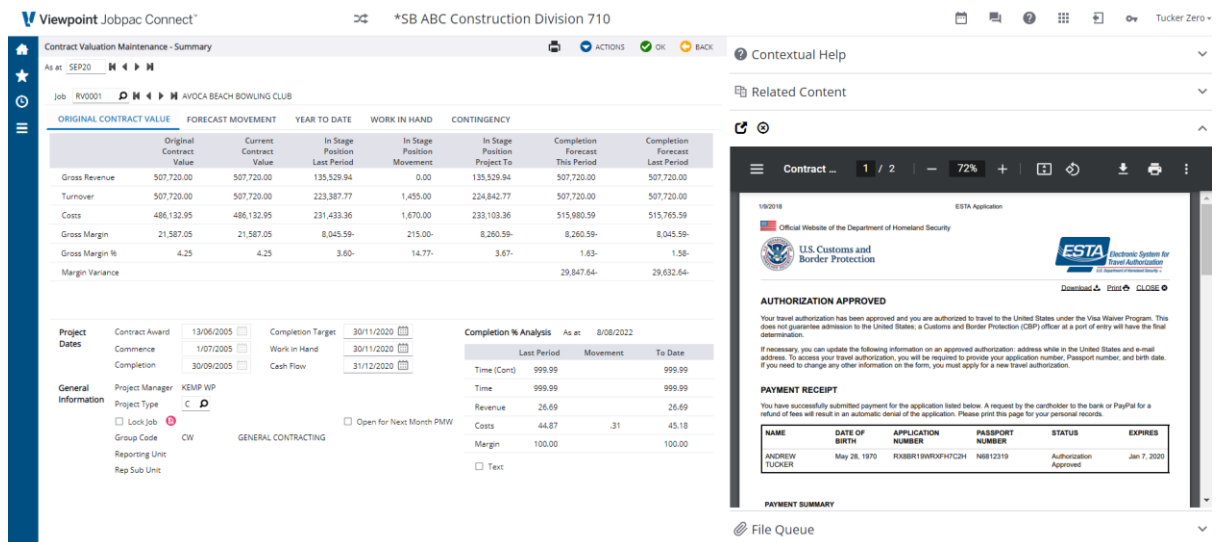 Viewpoint Jobpac Connect™
*SB ABC Construction Division 710
Tucker Zero
Contract Valuation Maintenance - Summary
ACTIONS OK BACK
As at SEP20
Job RV0001 AVOCA BEACH BOWLING CLUB
ORIGINAL CONTRACT VALUE FORECAST MOVEMENT YEAR TO DATE WORK IN HAND CONTINGENCY
Original Contract Value Current Contract Value In Stage Position Last Period In Stage Position Movement In Stage Position Project To Completion Forecast This Period Completion Forecast Last Period
Gross Revenue 507,720.00 507,720.00 135,529.94 0.00 135,529.94 507,720.00 507,720.00
Turnover 507,720.00 507,720.00 223,387.77 1,455.00 224,842.77 507,720.00 507,720.00
Costs 486,132.95 486,132.95 231,433.36 1,670.00 233,103.36 515,980.59 515,765.59
Gross Margin 21,587.05 21,587.05 8,045.59- 215.00- 8,260.59- 8,260.59- 8,045.59-
Gross Margin % 4.25 4.25 3.60- 14.77- 3.67- 1.63- 1.58-
Margin Variance 29,847.64- 29,632.64-
Project Dates
Contract Award 13/06/2005 Completion Target 30/11/2020
Commence 1/07/2005 Work in Hand 30/11/2020
Completion 30/09/2005 Cash Flow 31/12/2020
General Information
Project Manager KEMP WP
Project Type C
Lock Job Open for Next Month PMW
Group Code CW GENERAL CONTRACTING
Reporting Unit
Rep Sub Unit
Completion % Analysis As at 8/08/2022
Last Period Movement To Date
Time (Cont) 999.99 999.99
Time 999.99 999.99
Revenue 26.69 26.69
Costs 44.87 .31 45.18
Margin 100.00 100.00
Text
Contextual Help
Related Content
Contract ... 1 / 2 72%
1/9/2018 ESTA Application
Official Website of the Department of Homeland Security
U.S. Customs and
Border Protection
ESTA Electronic System for
Travel Authorization
U.S. Department of Homeland Security
Download Print CLOSE
AUTHORIZATION APPROVED
Your travel authorization has been approved and you are authorized to travel to the United States under the Visa Waiver Program. This
does not guarantee admission to the United States; a Customs and Border Protection (CBP) officer at a port of entry will have the final
determination.
If necessary, you can update the following information on an approved authorization: address while in the United States and e-mail
address. To access your travel authorization, you will be required to provide your application number, Passport number, and birth date.
If you need to change any other information on the form, you must apply for a new travel authorization.
PAYMENT RECEIPT
You have successfully submitted payment for the application listed below. A request by the cardholder to the bank or PayPal for a
refund of fees will result in an automatic denial of the application. Please print this page for your personal records.
NAME DATE OF BIRTH APPLICATION NUMBER PASSPORT NUMBER STATUS EXPIRES
ANDREW TUCKER May 28, 1970 RX8BR19WRXFH7C2H N6812319 Authorization Approved Jan 7, 2020
PAYMENT SUMMARY
File Queue